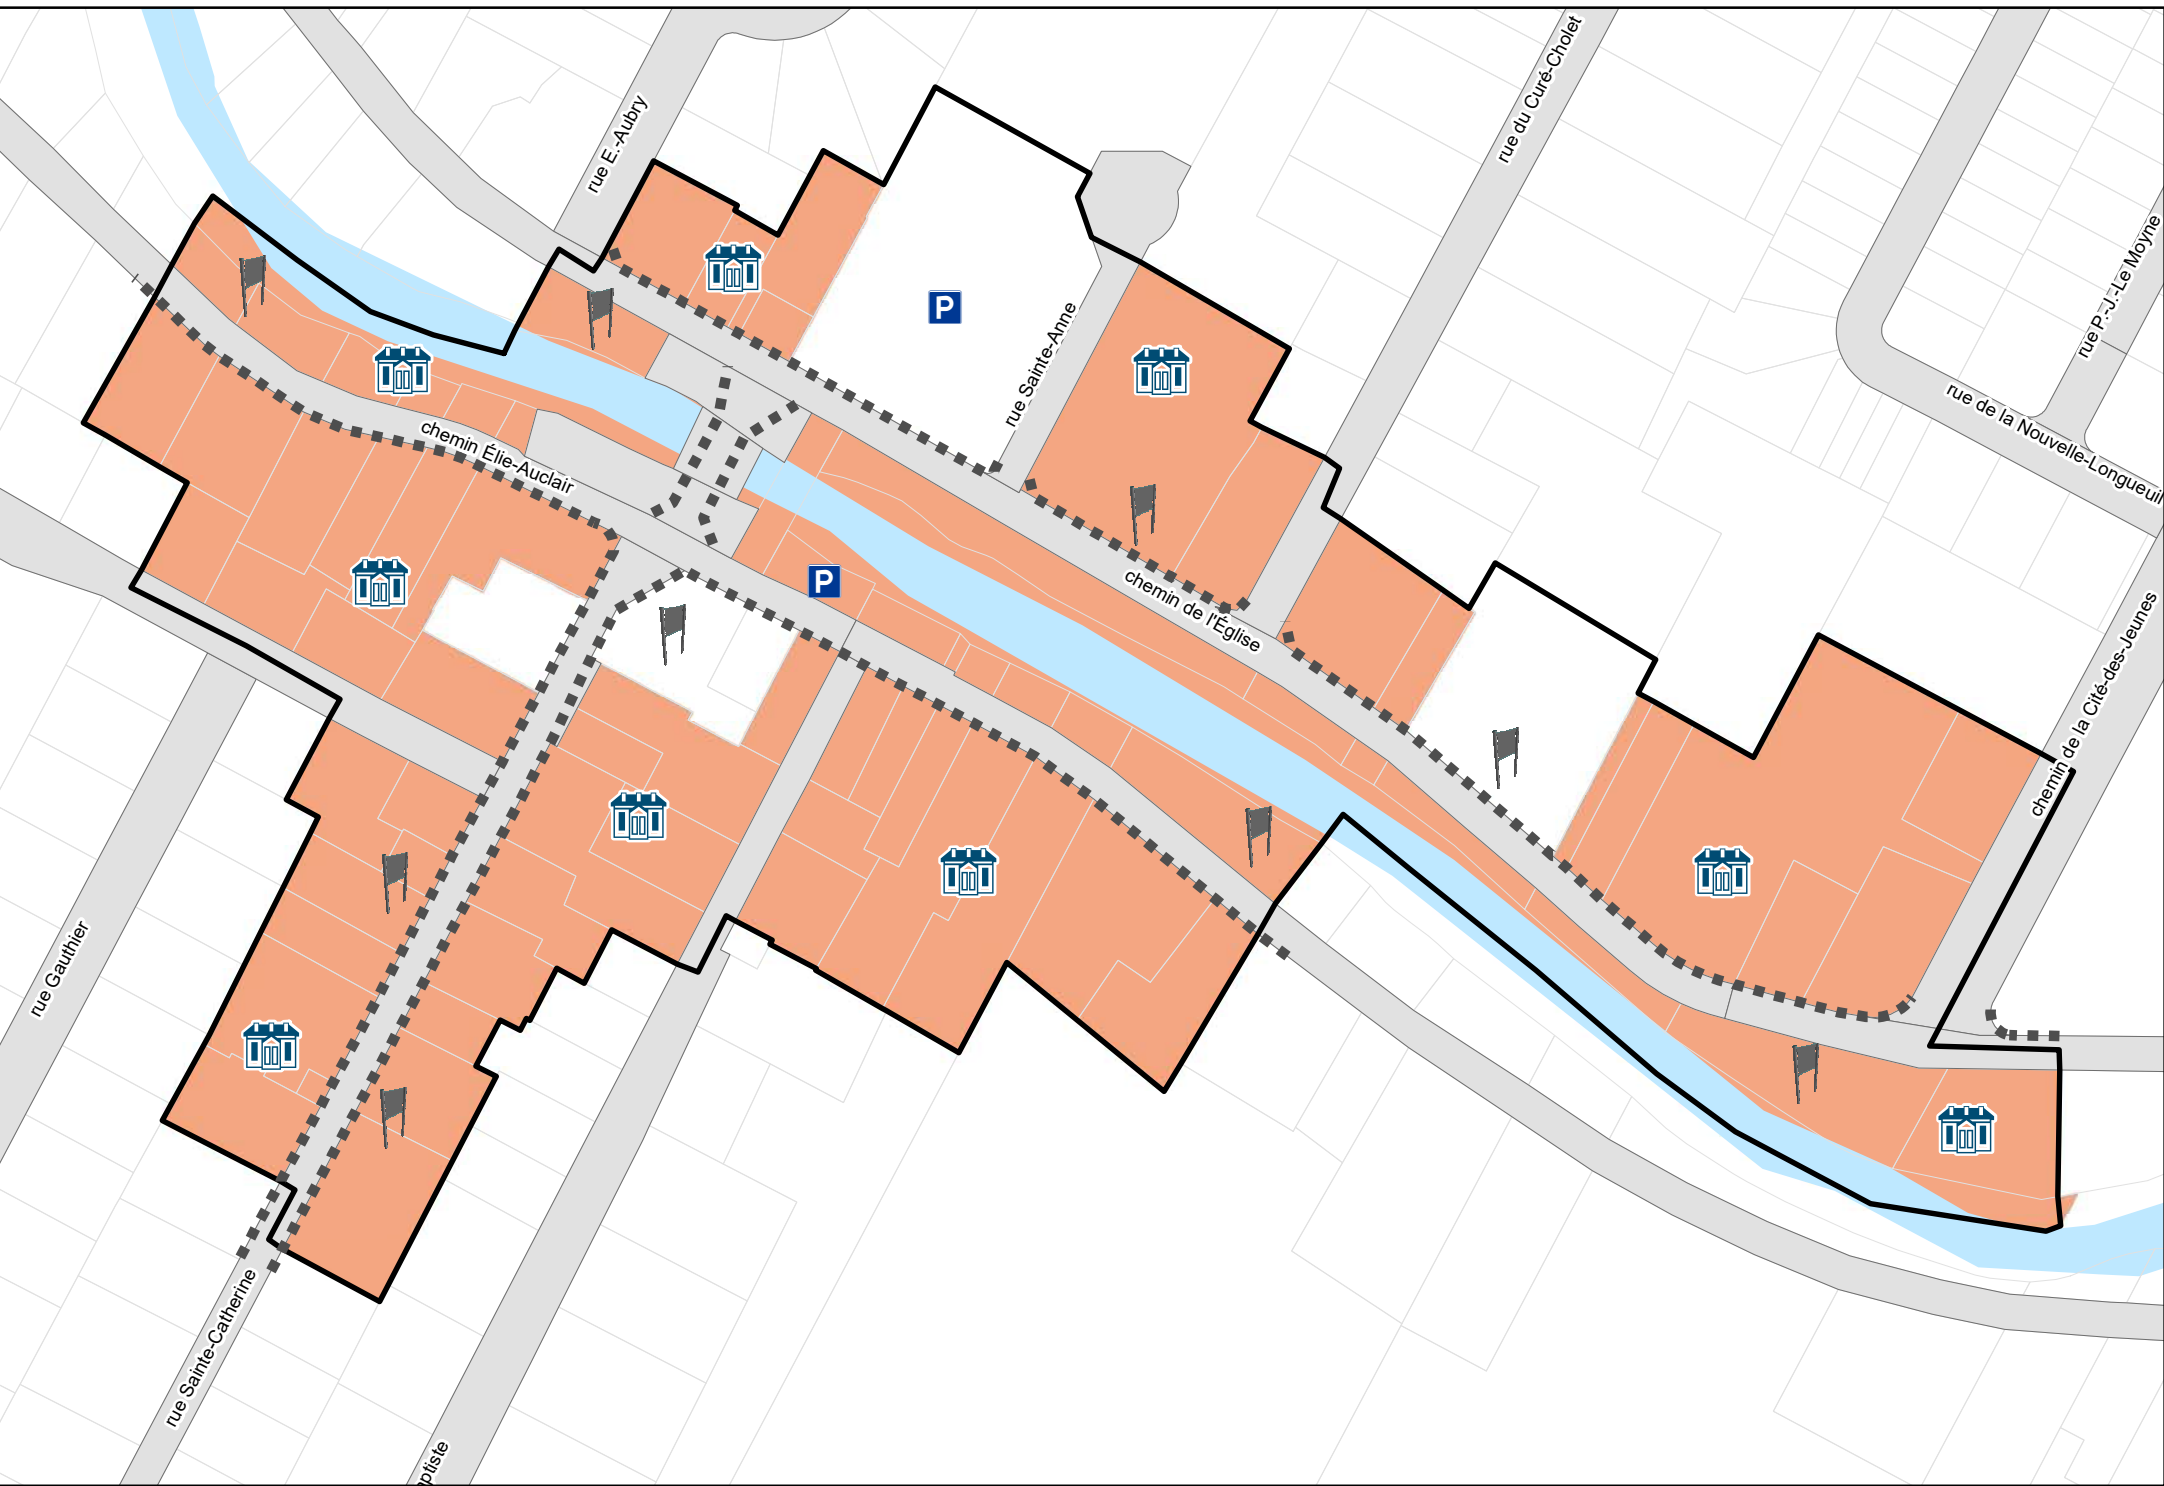 rue du Curé-Cholet
rue E.-Aubry
rue P.-J.-Le Moyne
P
rue Sainte-Anne
rue de la Nouvelle-Longueuil
chemin Élie-Auclair
P
chemin de l'Église
chemin de la Cité-des-Jeunes
rue Gauthier
rue Sainte-Catherine
ptiste